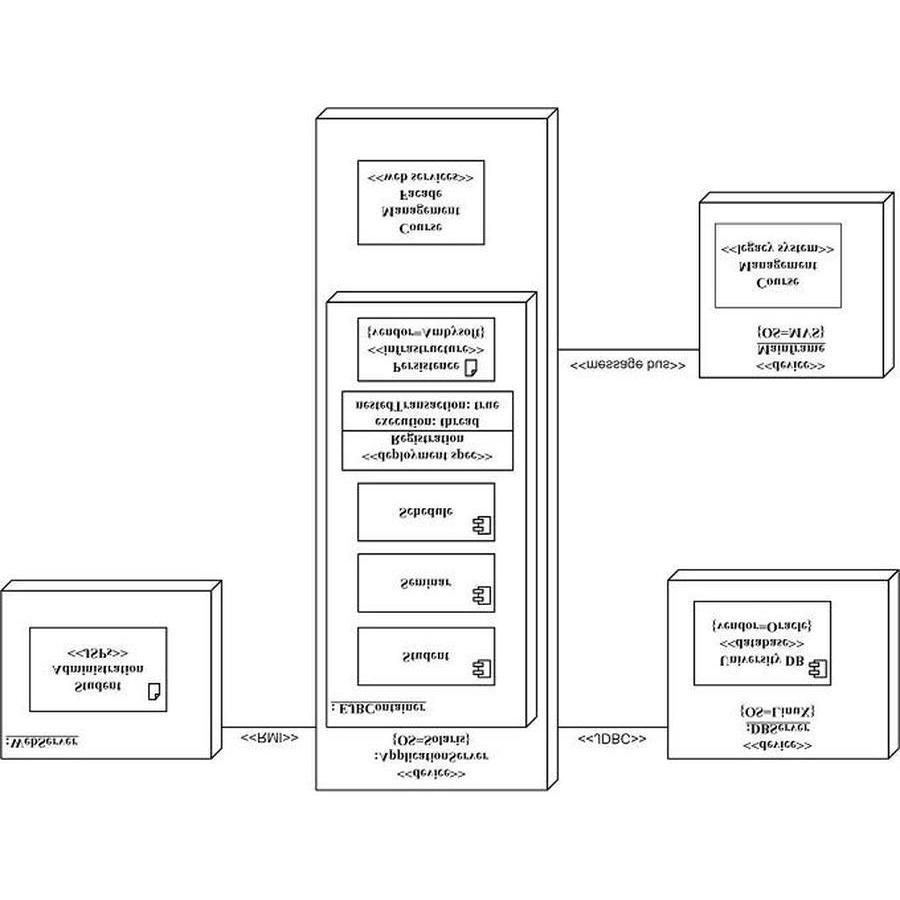 :WebServer
Student
Administration
<<JSPs>>
<<RMI>>
<<device>>
:ApplicationServer
{OS=Solaris}
: EJBContainer
Student
Seminar
Schedule
<<deployment spec>>
Registration
execution: thread
nestedTransaction: true
Persistence
<<infrastructure>>
{vendor=Ambysoft}
Course
Management
Facade
<<web services>>
<<JDBC>>
<<device>>
:DBServer
{OS=LinuX}
University DB
<<database>>
{vendor=Oracle}
<<message bus>>
<<device>>
Mainframe
{OS=MVS}
Course
Management
<<legacy system>>